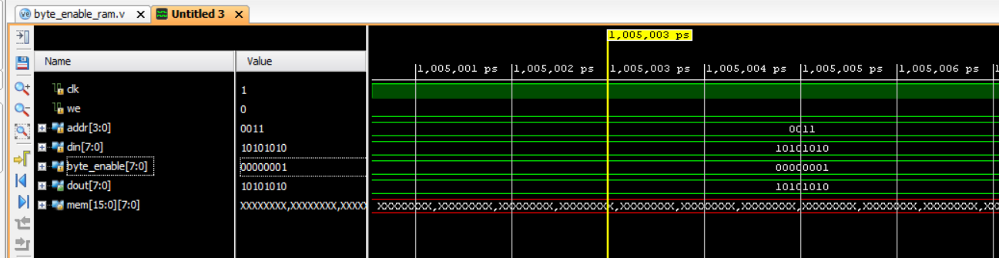 byte_enable_ram.v Untitled 3
1,005,003 ps
Name Value
1,005,001 ps 1,005,002 ps 1,005,003 ps 1,005,004 ps 1,005,005 ps 1,005,006 ps
clk 1
we 0
addr[3:0] 0011 0011
din[7:0] 10101010 10101010
byte_enable[7:0] 00000001 00000001
dout[7:0] 10101010 10101010
mem[15:0][7:0] XXXXXXXX,XXXXXXXX,XXXXX XXXXXXXX,XXXXXXXX,XXXXXXXX,XXXXXXXX,XXXXXXXX,XXXXXXXX,XXXXXXXX,XXXXXXXX,XXXXXXXX,XXXXXXXX,XX